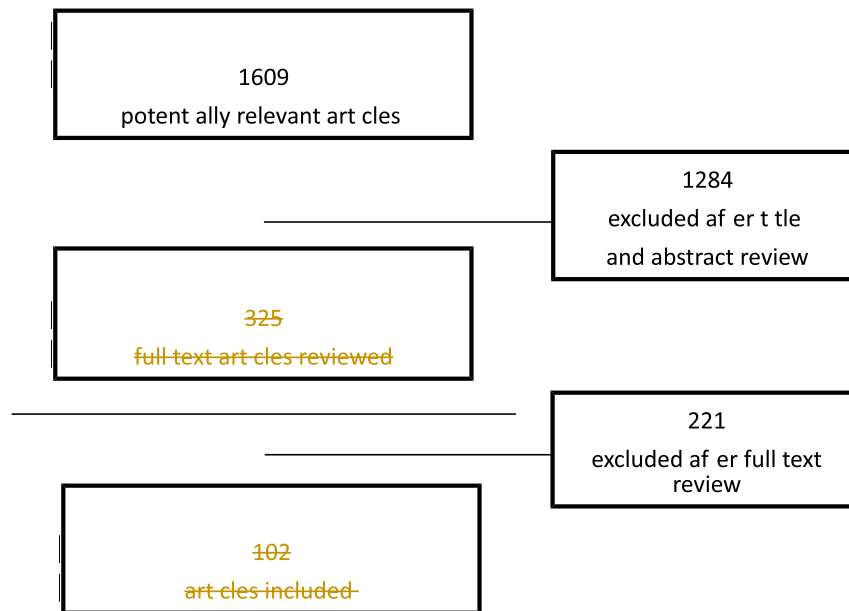 1609
potent ally relevant art cles
1284
excluded af er t tle
and abstract review
325
full text art cles reviewed
221
excluded af er full text
review
102
art cles included